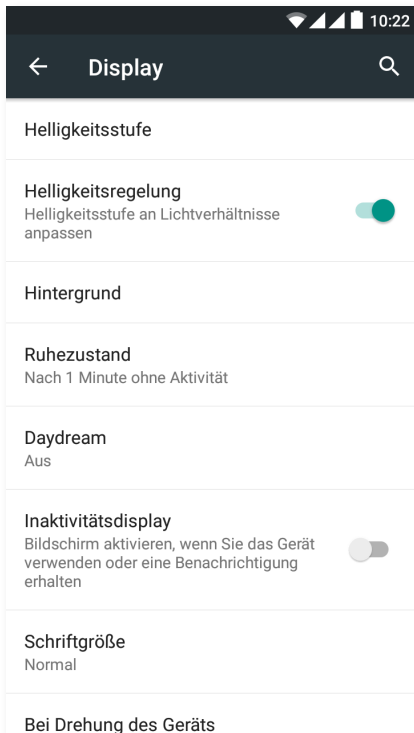 10:22
Display
Helligkeitsstufe
Helligkeitsregelung
Helligkeitsstufe an Lichtverhältnisse
anpassen
Hintergrund
Ruhezustand
Nach 1 Minute ohne Aktivität
Daydream
Aus
Inaktivitätsdisplay
Bildschirm aktivieren, wenn Sie das Gerät
verwenden oder eine Benachrichtigung
erhalten
Schriftgröße
Normal
Bei Drehung des Geräts